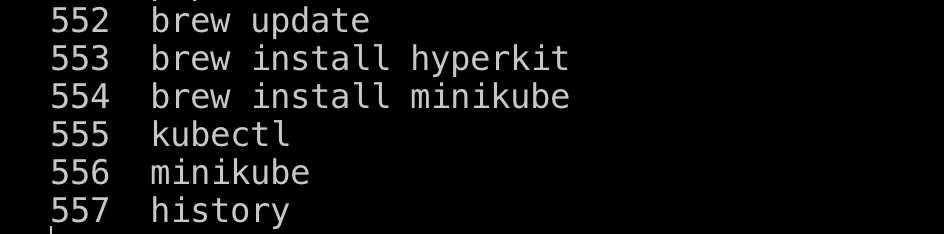 552 brew update
553 brew install hyperkit
554 brew install minikube
555 kubectl
556 minikube
557 history